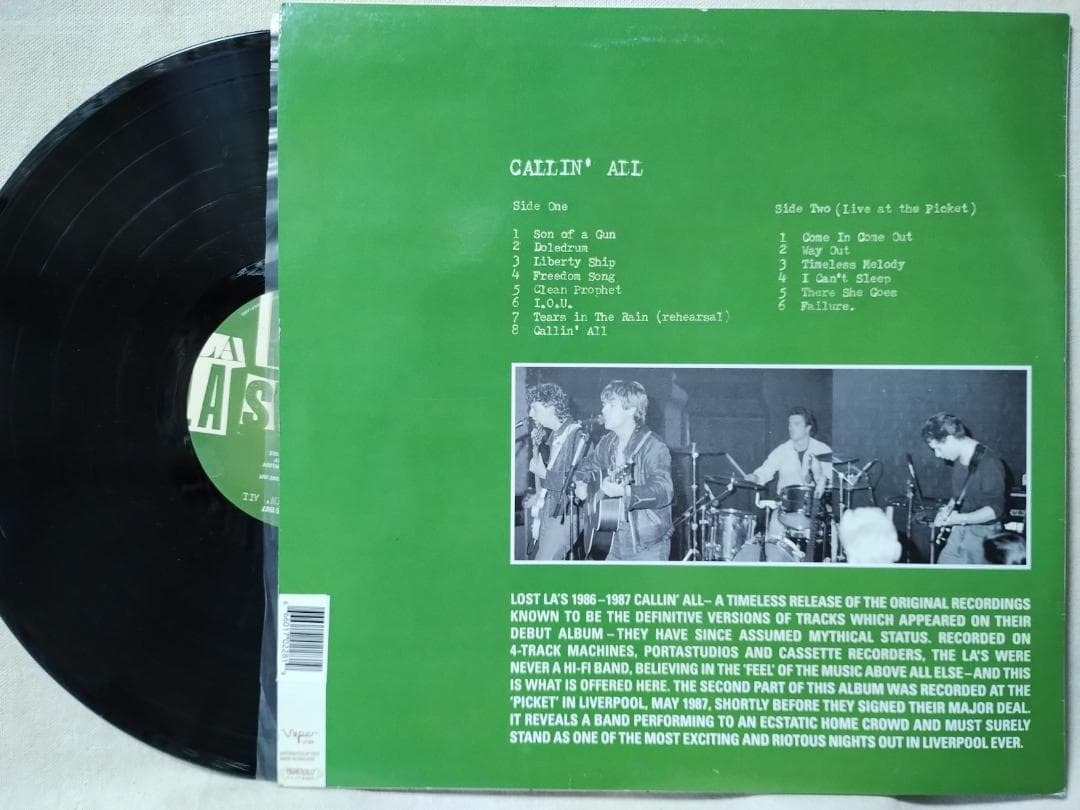 CALLIN' ALL
Side One
1 Son of a Gun
2 Doledrum
3 Liberty Ship
4 Freedom Song
5 Clean Prophet
6 I.O.U.
7 Tears in The Rain (rehearsal)
8 Callin' All
Side Two (Live at the Picket)
1 Come In Come Out
2 Way Out
3 Timeless Melody
4 I Can't Sleep
5 There She Goes
6 Failure.
LOST LA'S 1986–1987 CALLIN' ALL– A TIMELESS RELEASE OF THE ORIGINAL RECORDINGS
KNOWN TO BE THE DEFINITIVE VERSIONS OF TRACKS WHICH APPEARED ON THEIR
DEBUT ALBUM – THEY HAVE SINCE ASSUMED MYTHICAL STATUS. RECORDED ON
4-TRACK MACHINES, PORTASTUDIOS AND CASSETTE RECORDERS, THE LA'S WERE
NEVER A HI-FI BAND, BELIEVING IN THE 'FEEL' OF THE MUSIC ABOVE ALL ELSE–AND THIS
IS WHAT IS OFFERED HERE. THE SECOND PART OF THIS ALBUM WAS RECORDED AT THE
'PICKET' IN LIVERPOOL, MAY 1987, SHORTLY BEFORE THEY SIGNED THEIR MAJOR DEAL.
IT REVEALS A BAND PERFORMING TO AN ECSTATIC HOME CROWD AND MUST SURELY
STAND AS ONE OF THE MOST EXCITING AND RIOTOUS NIGHTS OUT IN LIVERPOOL EVER.
Viper